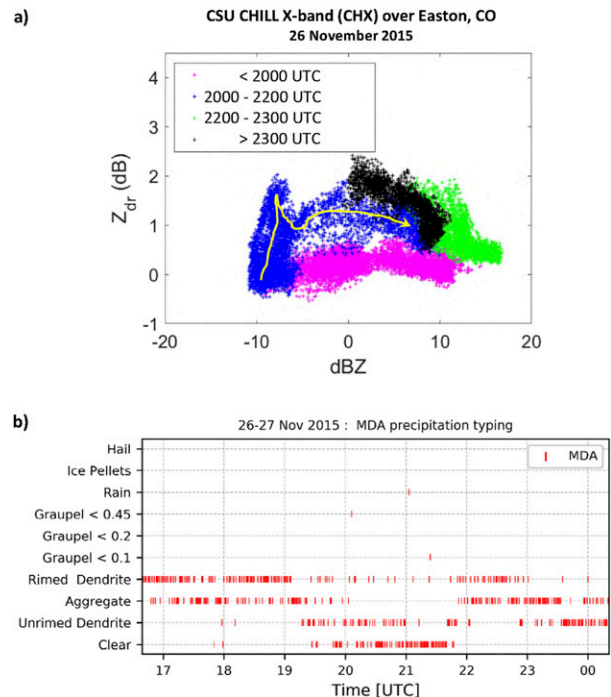 a)
CSU CHILL X-band (CHX) over Easton, CO
26 November 2015
< 2000 UTC
2000 - 2200 UTC
2200 - 2300 UTC
> 2300 UTC
4
3
2
1
0
-1
Zdr (dB)
-20 -10 0 10 20
dBZ
b)
26-27 Nov 2015 : MDA precipitation typing
MDA
Hail
Ice Pellets
Rain
Graupel < 0.45
Graupel < 0.2
Graupel < 0.1
Rimed Dendrite
Aggregate
Unrimed Dendrite
Clear
17 18 19 20 21 22 23 00
Time [UTC]